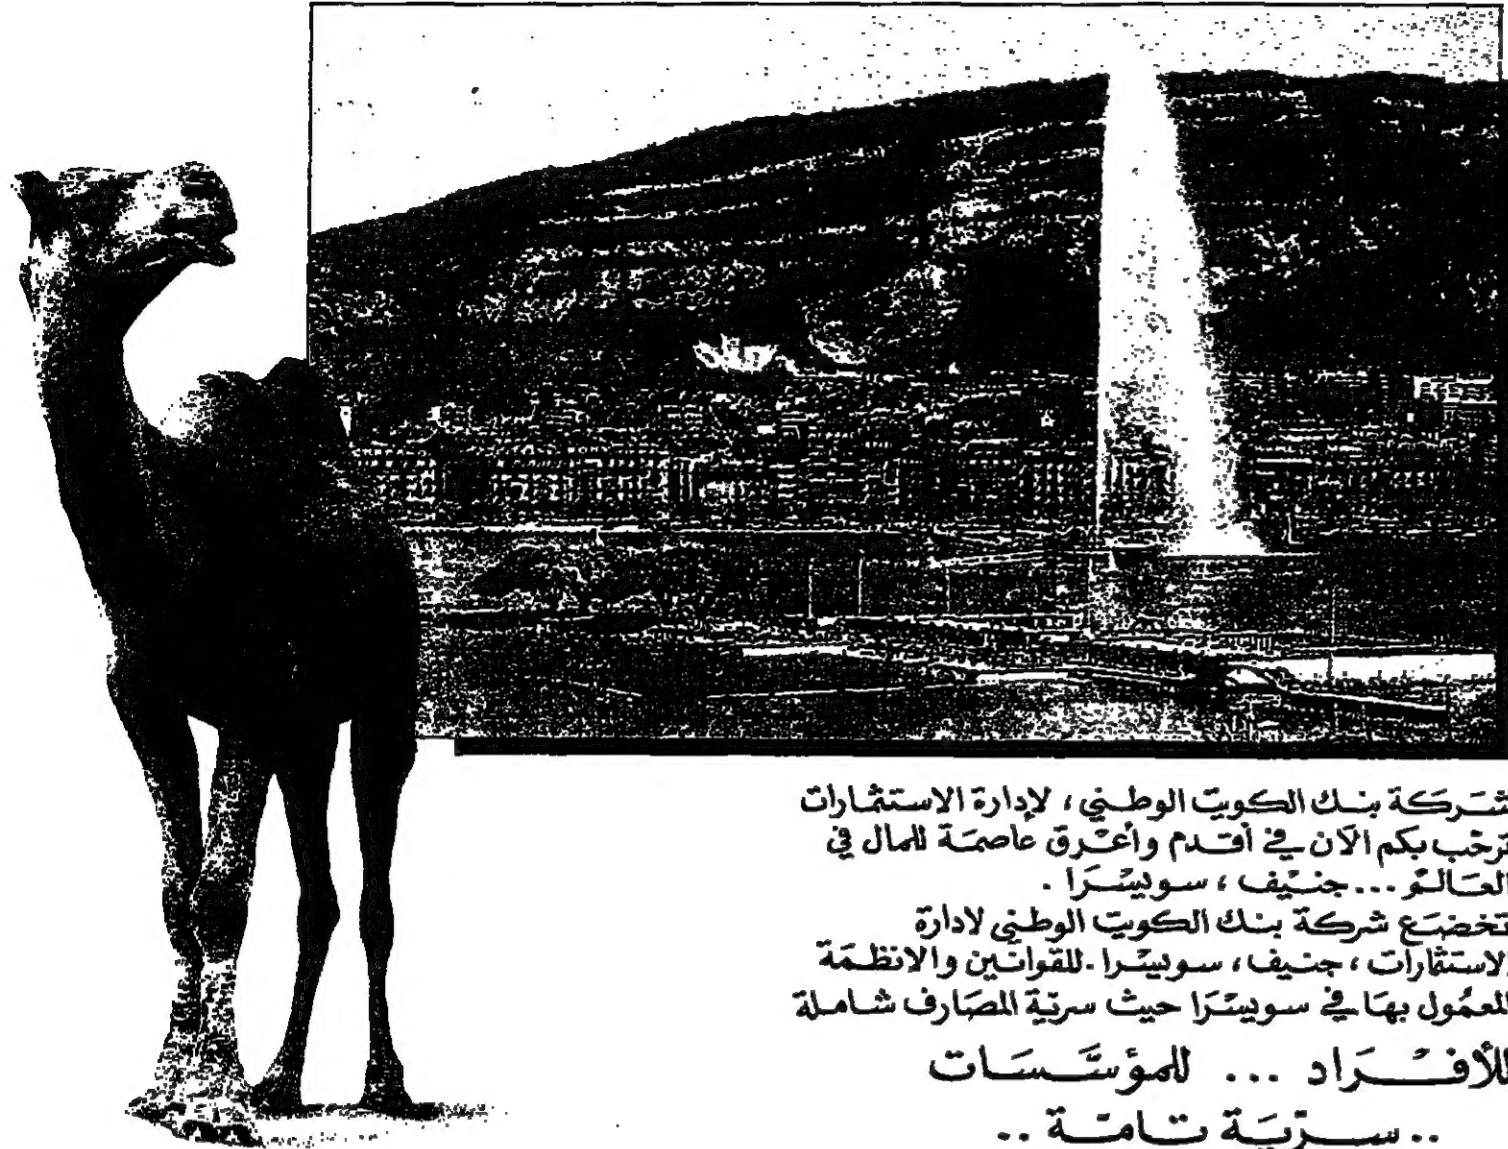 شركة بنك الكويت الوطني، لإدارة الاستثمارات
ترحب بكم الآن في أقدم وأعرق عاصمة للمال في
العالم... جنيف، سويسرا.
تخضع شركة بنك الكويت الوطني لادارة
الاستثمارات، جنيف، سويسرا. للقوانين والانظمة
المعمول بها في سويسرا حيث سرية المصارف شاملة
للأفراد ... للمؤسسات
.. سرية تامة ..